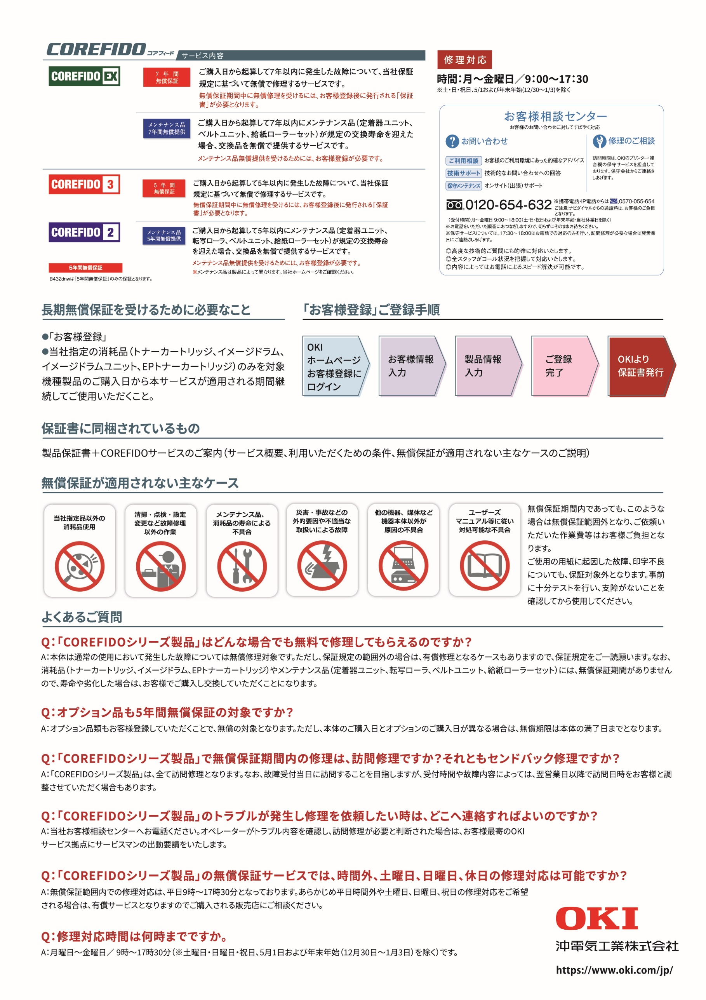 COREFIDO コアフィード サービス内容
COREFIDO EX
7年間
無償保証
ご購入日から起算して7年以内に発生した故障について、当社保証
規定に基づいて無償で修理するサービスです。
無償保証期間中に無償修理を受けるには、お客様登録後に発行される「保証
書」が必要となります。
メンテナンス品
7年間無償提供
ご購入日から起算して7年以内にメンテナンス品（定着器ユニット、
ベルトユニット、給紙ローラーセット）が規定の交換寿命を迎えた
場合、交換品を無償で提供するサービスです。
メンテナンス品無償提供を受けるためには、お客様登録が必要です。
COREFIDO 3
5年間
無償保証
ご購入日から起算して5年以内に発生した故障について、当社保証
規定に基づいて無償で修理するサービスです。
無償保証期間中に無償修理を受けるには、お客様登録後に発行される「保証
書」が必要となります。
COREFIDO 2
メンテナンス品
5年間無償提供
ご購入日から起算して5年以内にメンテナンス品（定着器ユニット、
転写ローラ、ベルトユニット、給紙ローラーセット）が規定の交換寿命
を迎えた場合、交換品を無償で提供するサービスです。
メンテナンス品無償提供を受けるためには、お客様登録が必要です。
※メンテナンス品は製品によって異なります。当社ホームページをご確認ください。
5年間無償保証
B432dnwは「5年間無償保証」のみの保証となります。
修理対応
時間：月〜金曜日／9：00〜17：30
※土・日・祝日、5/1および年末年始(12/30〜1/3)を除く
お客様相談センター
お客様のお問い合わせに対してすばやく対応
? お問い合わせ
ご利用相談 お客様のご利用環境にあった的確なアドバイス
技術サポート 技術的なお問い合わせへの回答
保守メンテナンス オンサイト（出張）サポート
修理のご相談
訪問時間は、OKIのプリンター・複
合機の保守サービスを担当して
おります。保守会社からご連絡さ
しあげます。
0120-654-632
※携帯電話・IP電話からは 0570-055-654
ご注意：ナビダイヤルからの通話料は、お客様のご負担
となります。
〈受付時間〉月〜金曜日 9:00〜18:00（土・日・祝日および年末年始・当社休業日を除く）
※お電話をいただいた順番におつなぎしますので、切らずにそのままお待ちください。
※保守サービスについては、17:30〜18:00はお電話での対応のみを行い、訪問修理が必要な場合は翌営業
日にご連絡さしあげます。
◎高度な技術的ご質問にも的確に対応いたします。
◎全スタッフがコール状況を把握して対応いたします。
◎内容によってはお電話によるスピード解決が可能です。
長期無償保証を受けるために必要なこと
●「お客様登録」
●当社指定の消耗品（トナーカートリッジ、イメージドラム、
イメージドラムユニット、EPトナーカートリッジ）のみを対象
機種製品のご購入日から本サービスが適用される期間継
続してご使用いただくこと。
「お客様登録」ご登録手順
OKI
ホームページ
お客様登録に
ログイン
お客様情報
入力
製品情報
入力
ご登録
完了
OKIより
保証書発行
保証書に同梱されているもの
製品保証書＋COREFIDOサービスのご案内（サービス概要、利用いただくための条件、無償保証が適用されない主なケースのご説明）
無償保証が適用されない主なケース
当社指定品以外の
消耗品使用
清掃・点検・設定
変更など故障修理
以外の作業
メンテナンス品、
消耗品の寿命による
不具合
災害・事故などの
外的要因や不適当な
取扱いによる故障
他の機器、媒体など
機器本体以外が
原因の不具合
ユーザーズ
マニュアル等に従い
対処可能な不具合
無償保証期間内であっても、このような
場合は無償保証範囲外となり、ご依頼い
ただいた作業費等はお客様ご負担とな
ります。
ご使用の用紙に起因した故障、印字不良
についても、保証対象外となります。事前
に十分テストを行い、支障がないことを
確認してから使用してください。
よくあるご質問
Q：「COREFIDOシリーズ製品」はどんな場合でも無料で修理してもらえるのですか？
A：本体は通常の使用において発生した故障については無償修理対象です。ただし、保証規定の範囲外の場合は、有償修理となるケースもありますので、保証規定をご一読願います。なお、
消耗品（トナーカートリッジ、イメージドラム、EPトナーカートリッジ）やメンテナンス品（定着器ユニット、転写ローラ、ベルトユニット、給紙ローラーセット）には、無償保証期間がありません
ので、寿命や劣化した場合は、お客様でご購入し交換していただくことになります。
Q：オプション品も5年間無償保証の対象ですか？
A：オプション品類もお客様登録していただくことで、無償の対象となります。ただし、本体のご購入日とオプションのご購入日が異なる場合は、無償期限は本体の満了日までとなります。
Q：「COREFIDOシリーズ製品」で無償保証期間内の修理は、訪問修理ですか？それともセンドバック修理ですか？
A：「COREFIDOシリーズ製品」は、全て訪問修理となります。なお、故障受付当日に訪問することを目指しますが、受付時間や故障内容によっては、翌営業日以降で訪問日時をお客様と調
整させていただく場合もあります。
Q：「COREFIDOシリーズ製品」のトラブルが発生し修理を依頼したい時は、どこへ連絡すればよいのですか？
A：当社お客様相談センターへお電話ください。オペレーターがトラブル内容を確認し、訪問修理が必要と判断された場合は、お客様最寄のOKI
サービス拠点にサービスマンの出動要請をいたします。
Q：「COREFIDOシリーズ製品」の無償保証サービスでは、時間外、土曜日、日曜日、休日の修理対応は可能ですか？
A：無償保証範囲内での修理対応は、平日9時〜17時30分となっております。あらかじめ平日時間外や土曜日、日曜日、祝日の修理対応をご希望
される場合は、有償サービスとなりますのでご購入される販売店にご相談ください。
Q：修理対応時間は何時までですか。
A：月曜日〜金曜日／ 9時〜17時30分（※土曜日・日曜日・祝日、5月1日および年末年始（12月30日〜1月3日）を除く）です。
OKI
沖電気工業株式会社
https://www.oki.com/jp/